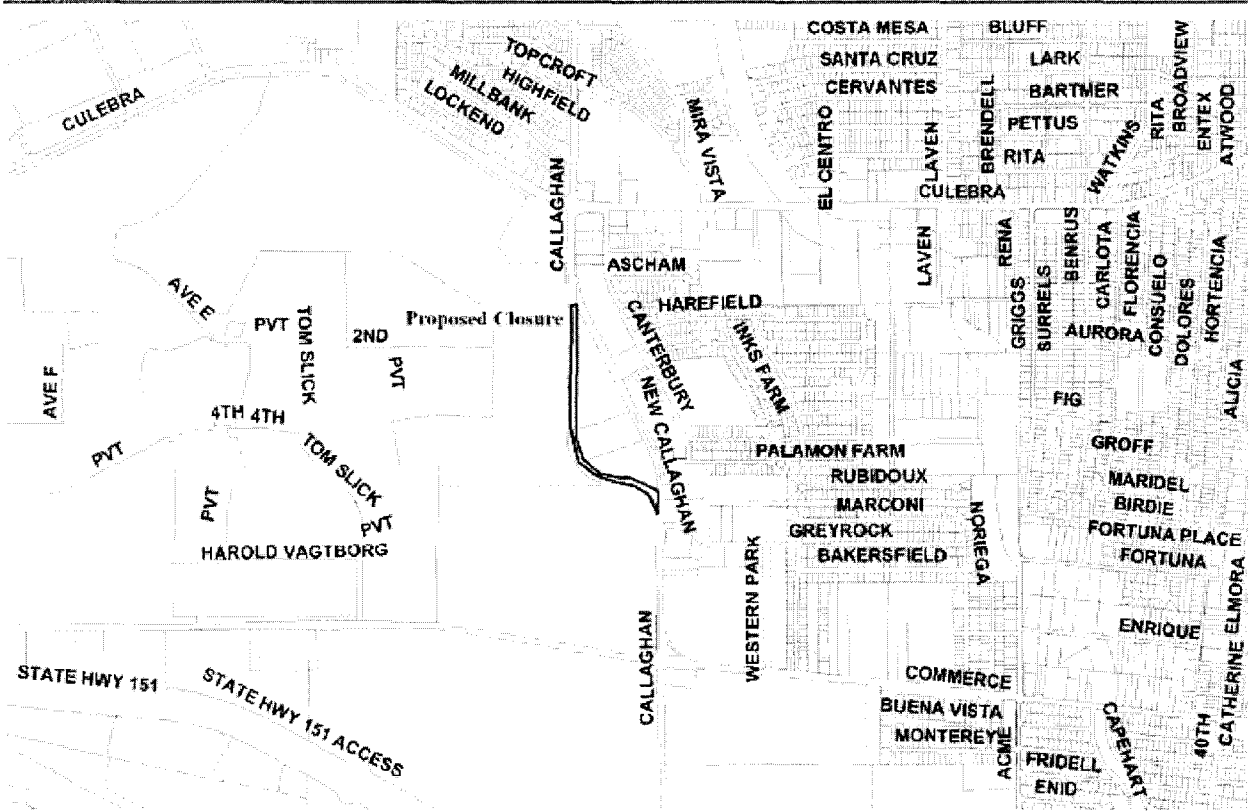 COSTA MESA
BLUFF
SANTA CRUZ
LARK
CERVANTES
BARTMER
TOPCROFT
HIGHFIELD
MILLBANK
LOCKEND
CULEBRA
MIRA VISTA
EL CENTRO
LAVEN
BRENDELL
PETTUS
RITA
WATKINS
RITA
BROADVIEW
ENTEX
ATWOOD
CULEBRA
CALLAGHAN
ASCHAM
LAVEN
RENA
BENRUS
CARLOTA
FLORENCIA
CONSUELO
DOLORES
HORTENCIA
GRIGGS
SURRELS
AURORA
HAREFIELD
INKS FARM
CANTERBURY
NEW CALLAGHAN
Proposed Closure
AVE E
PVT
TOM SLICK
2ND
PVT
AVE F
4TH 4TH
PVT
TOM SLICK
PVT
PVT
HAROLD VAGTBORG
FIG
ALICIA
GROFF
PALAMON FARM
RUBIDOUX
MARIDEL
MARCONI
BIRDIE
GREYROCK
FORTUNA PLACE
BAKERSFIELD
FORTUNA
NORIEGA
WESTERN PARK
CATHERINE ELMORA
ENRIQUE
CALLAGHAN
STATE HWY 151
STATE HWY 151 ACCESS
COMMERCE
BUENA VISTA
MONTEREYE
ACME
CAPEHART
40TH
FRIDELL
ENID